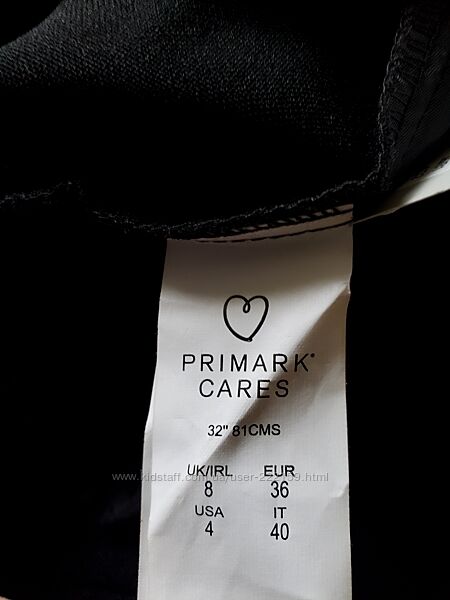 PRIMARK®
CARES
32" 81CMS
UK/IRL EUR
8 36
USA IT
4 40